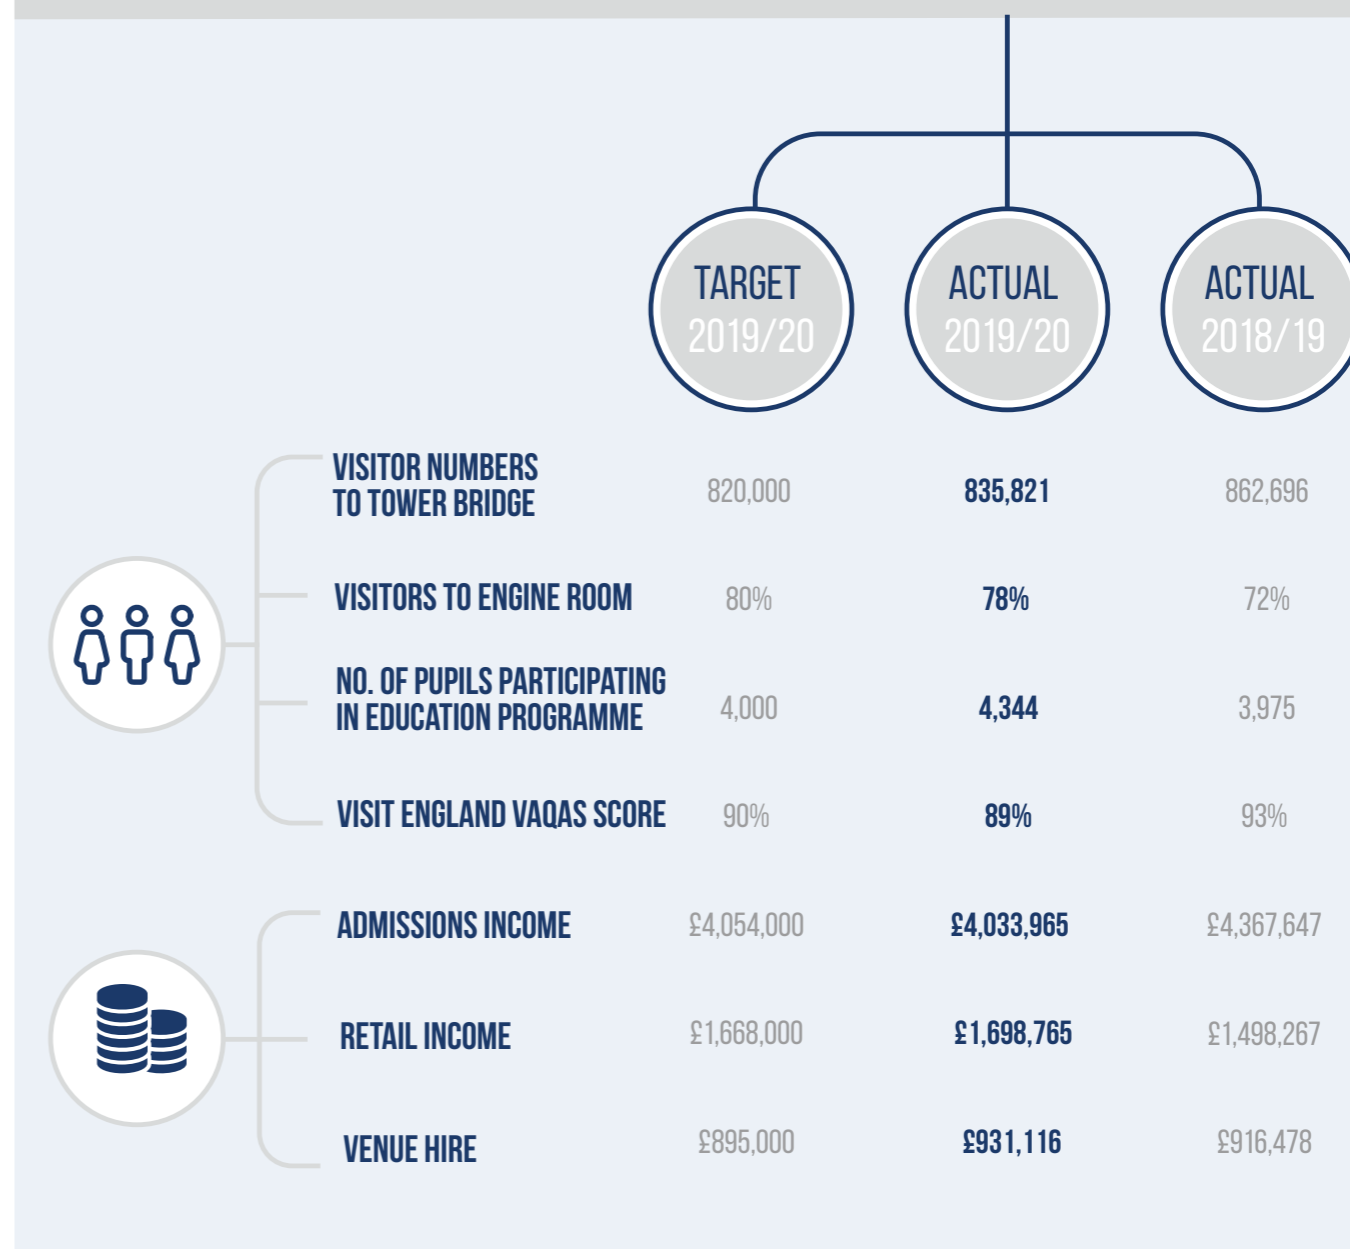 TARGET
2019/20
ACTUAL
2019/20
ACTUAL
2018/19
VISITOR NUMBERS
TO TOWER BRIDGE
820,000
835,821
862,696
VISITORS TO ENGINE ROOM
80%
78%
72%
NO. OF PUPILS PARTICIPATING
IN EDUCATION PROGRAMME
4,000
4,344
3,975
VISIT ENGLAND VAQAS SCORE
90%
89%
93%
ADMISSIONS INCOME
£4,054,000
£4,033,965
£4,367,647
RETAIL INCOME
£1,668,000
£1,698,765
£1,498,267
VENUE HIRE
£895,000
£931,116
£916,478